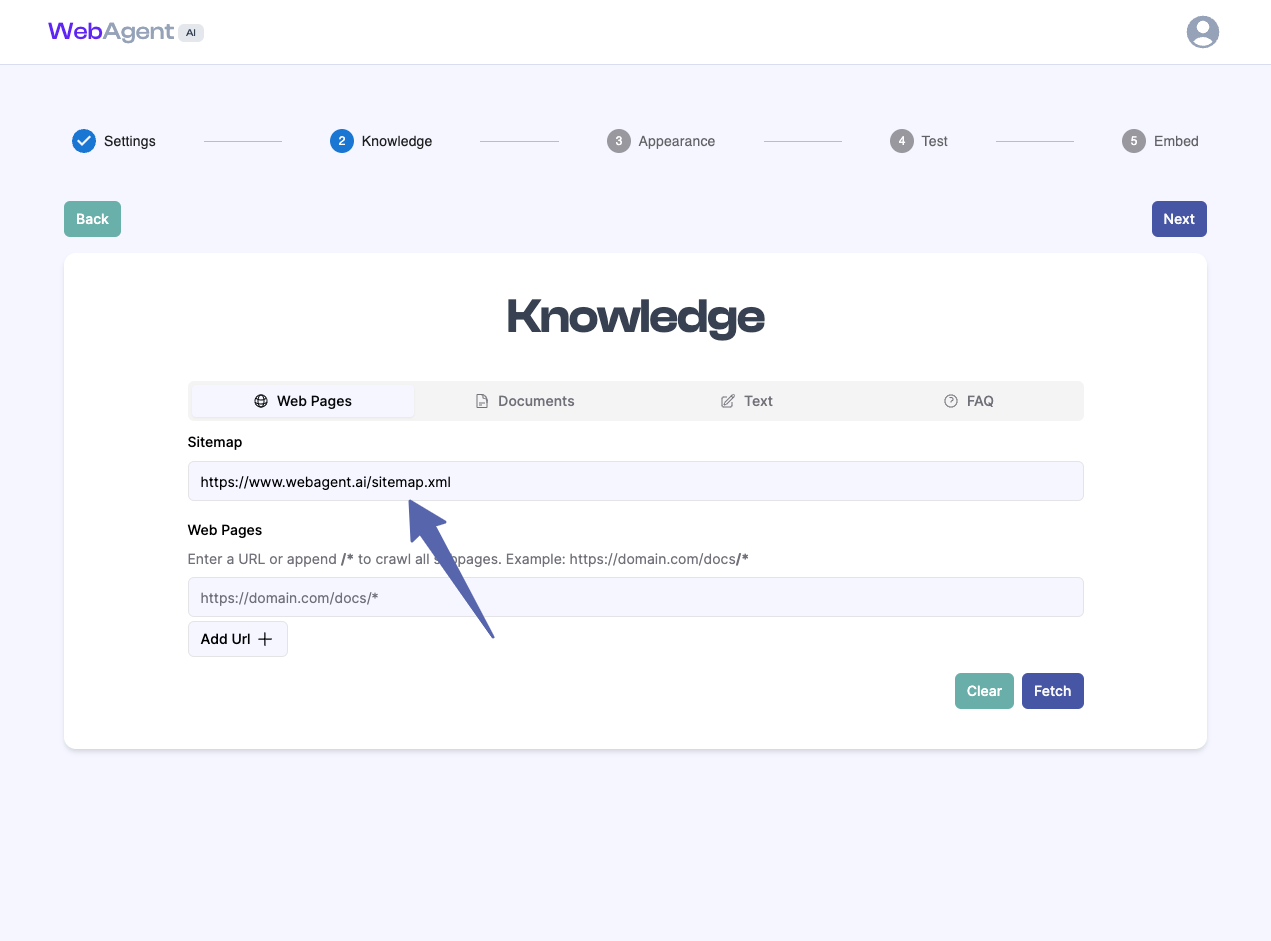 WebAgent AI
Settings 2 Knowledge 3 Appearance 4 Test 5 Embed
Back Next
Knowledge
Web Pages Documents Text FAQ
Sitemap
https://www.webagent.ai/sitemap.xml
Web Pages
Enter a URL or append /* to crawl all subpages. Example: https://domain.com/docs/*
https://domain.com/docs/*
Add Url
Clear Fetch